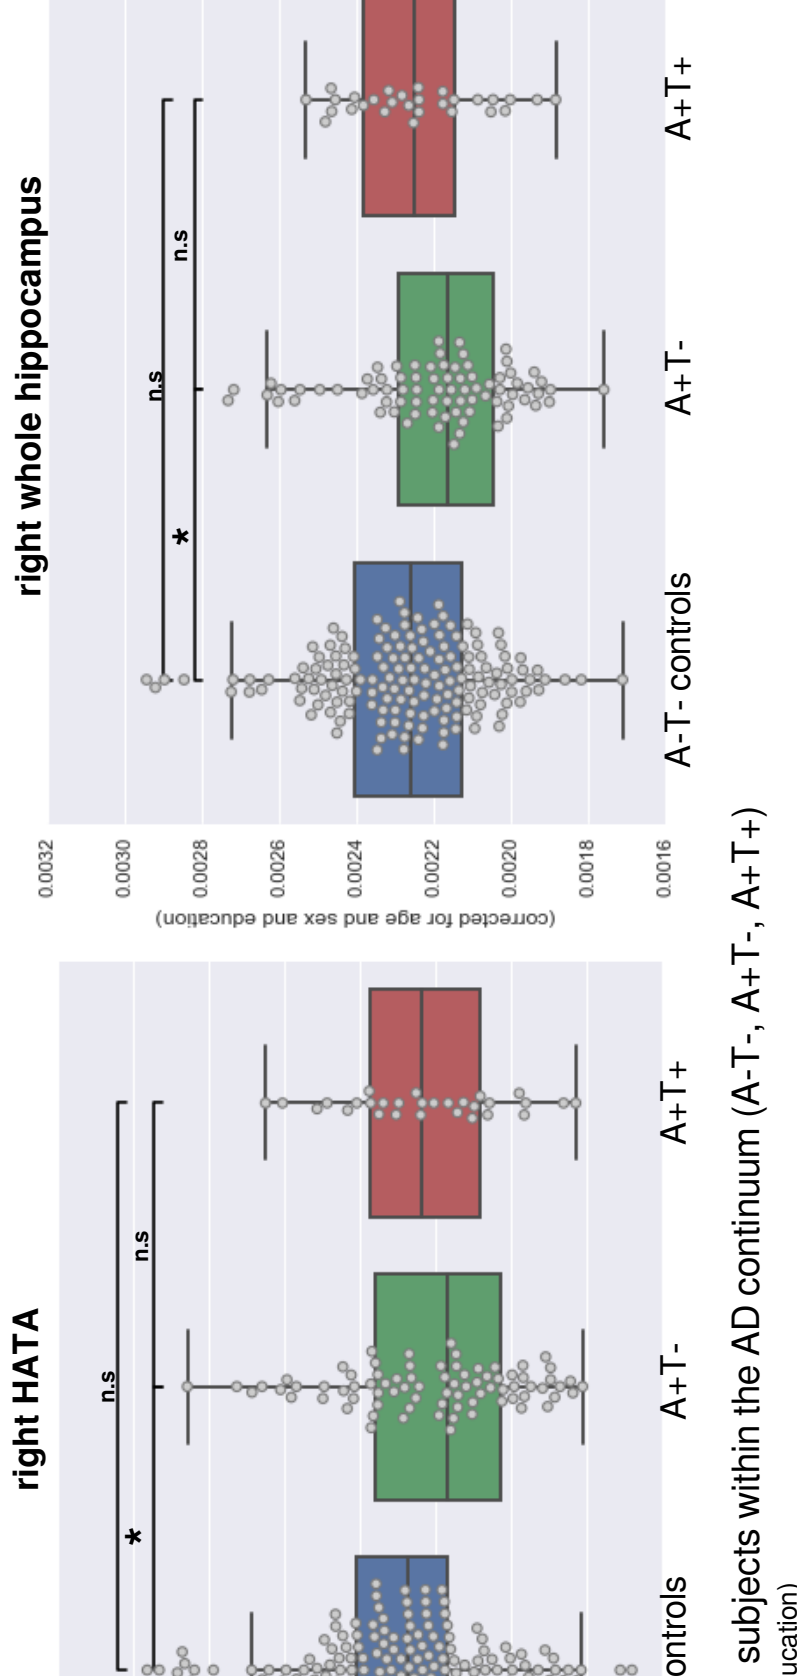 right HATA
n.s
*
n.s
ontrols
A+T-
A+T+
right whole hippocampus
n.s
*
n.s
0.0032
0.0030
0.0028
0.0026
0.0024
0.0022
0.0020
0.0018
0.0016
(corrected for age and sex and education)
A-T- controls
A+T-
A+T+
subjects within the AD continuum (A-T-, A+T-, A+T+)
ucation)